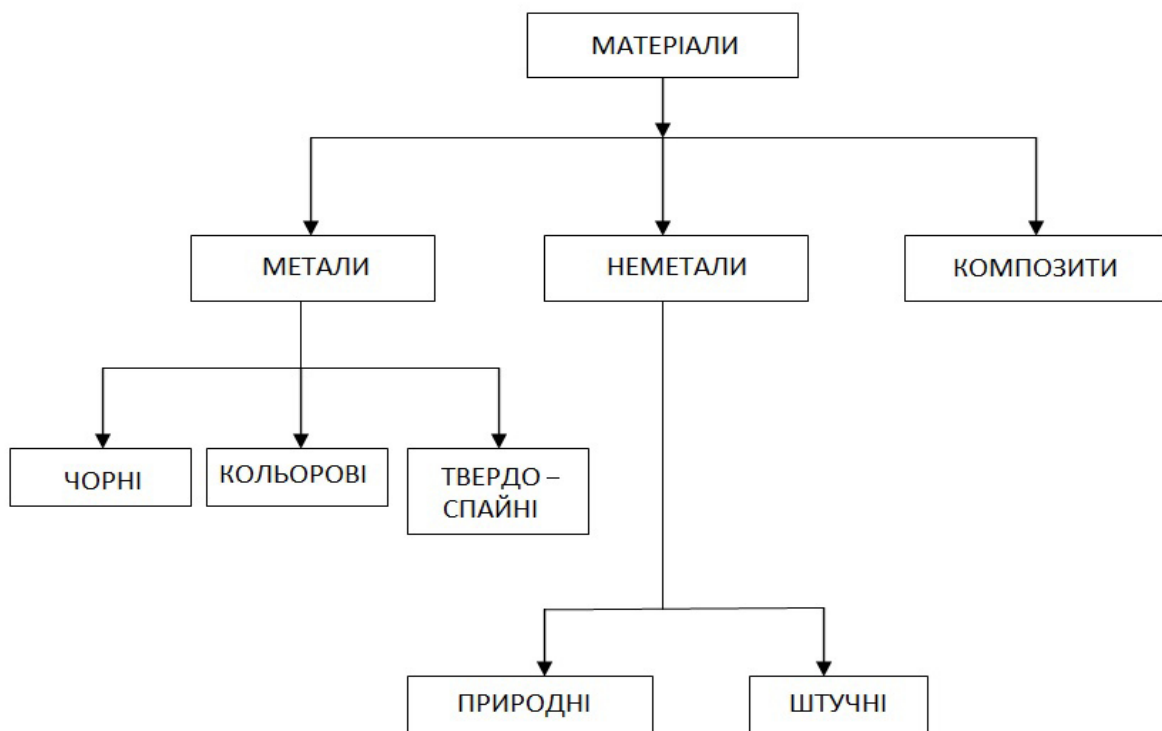 МАТЕРІАЛИ
МЕТАЛИ
НЕМЕТАЛИ
КОМПОЗИТИ
ЧОРНІ
КОЛЬОРОВІ
ТВЕРДО –
СПАЙНІ
ПРИРОДНІ
ШТУЧНІ